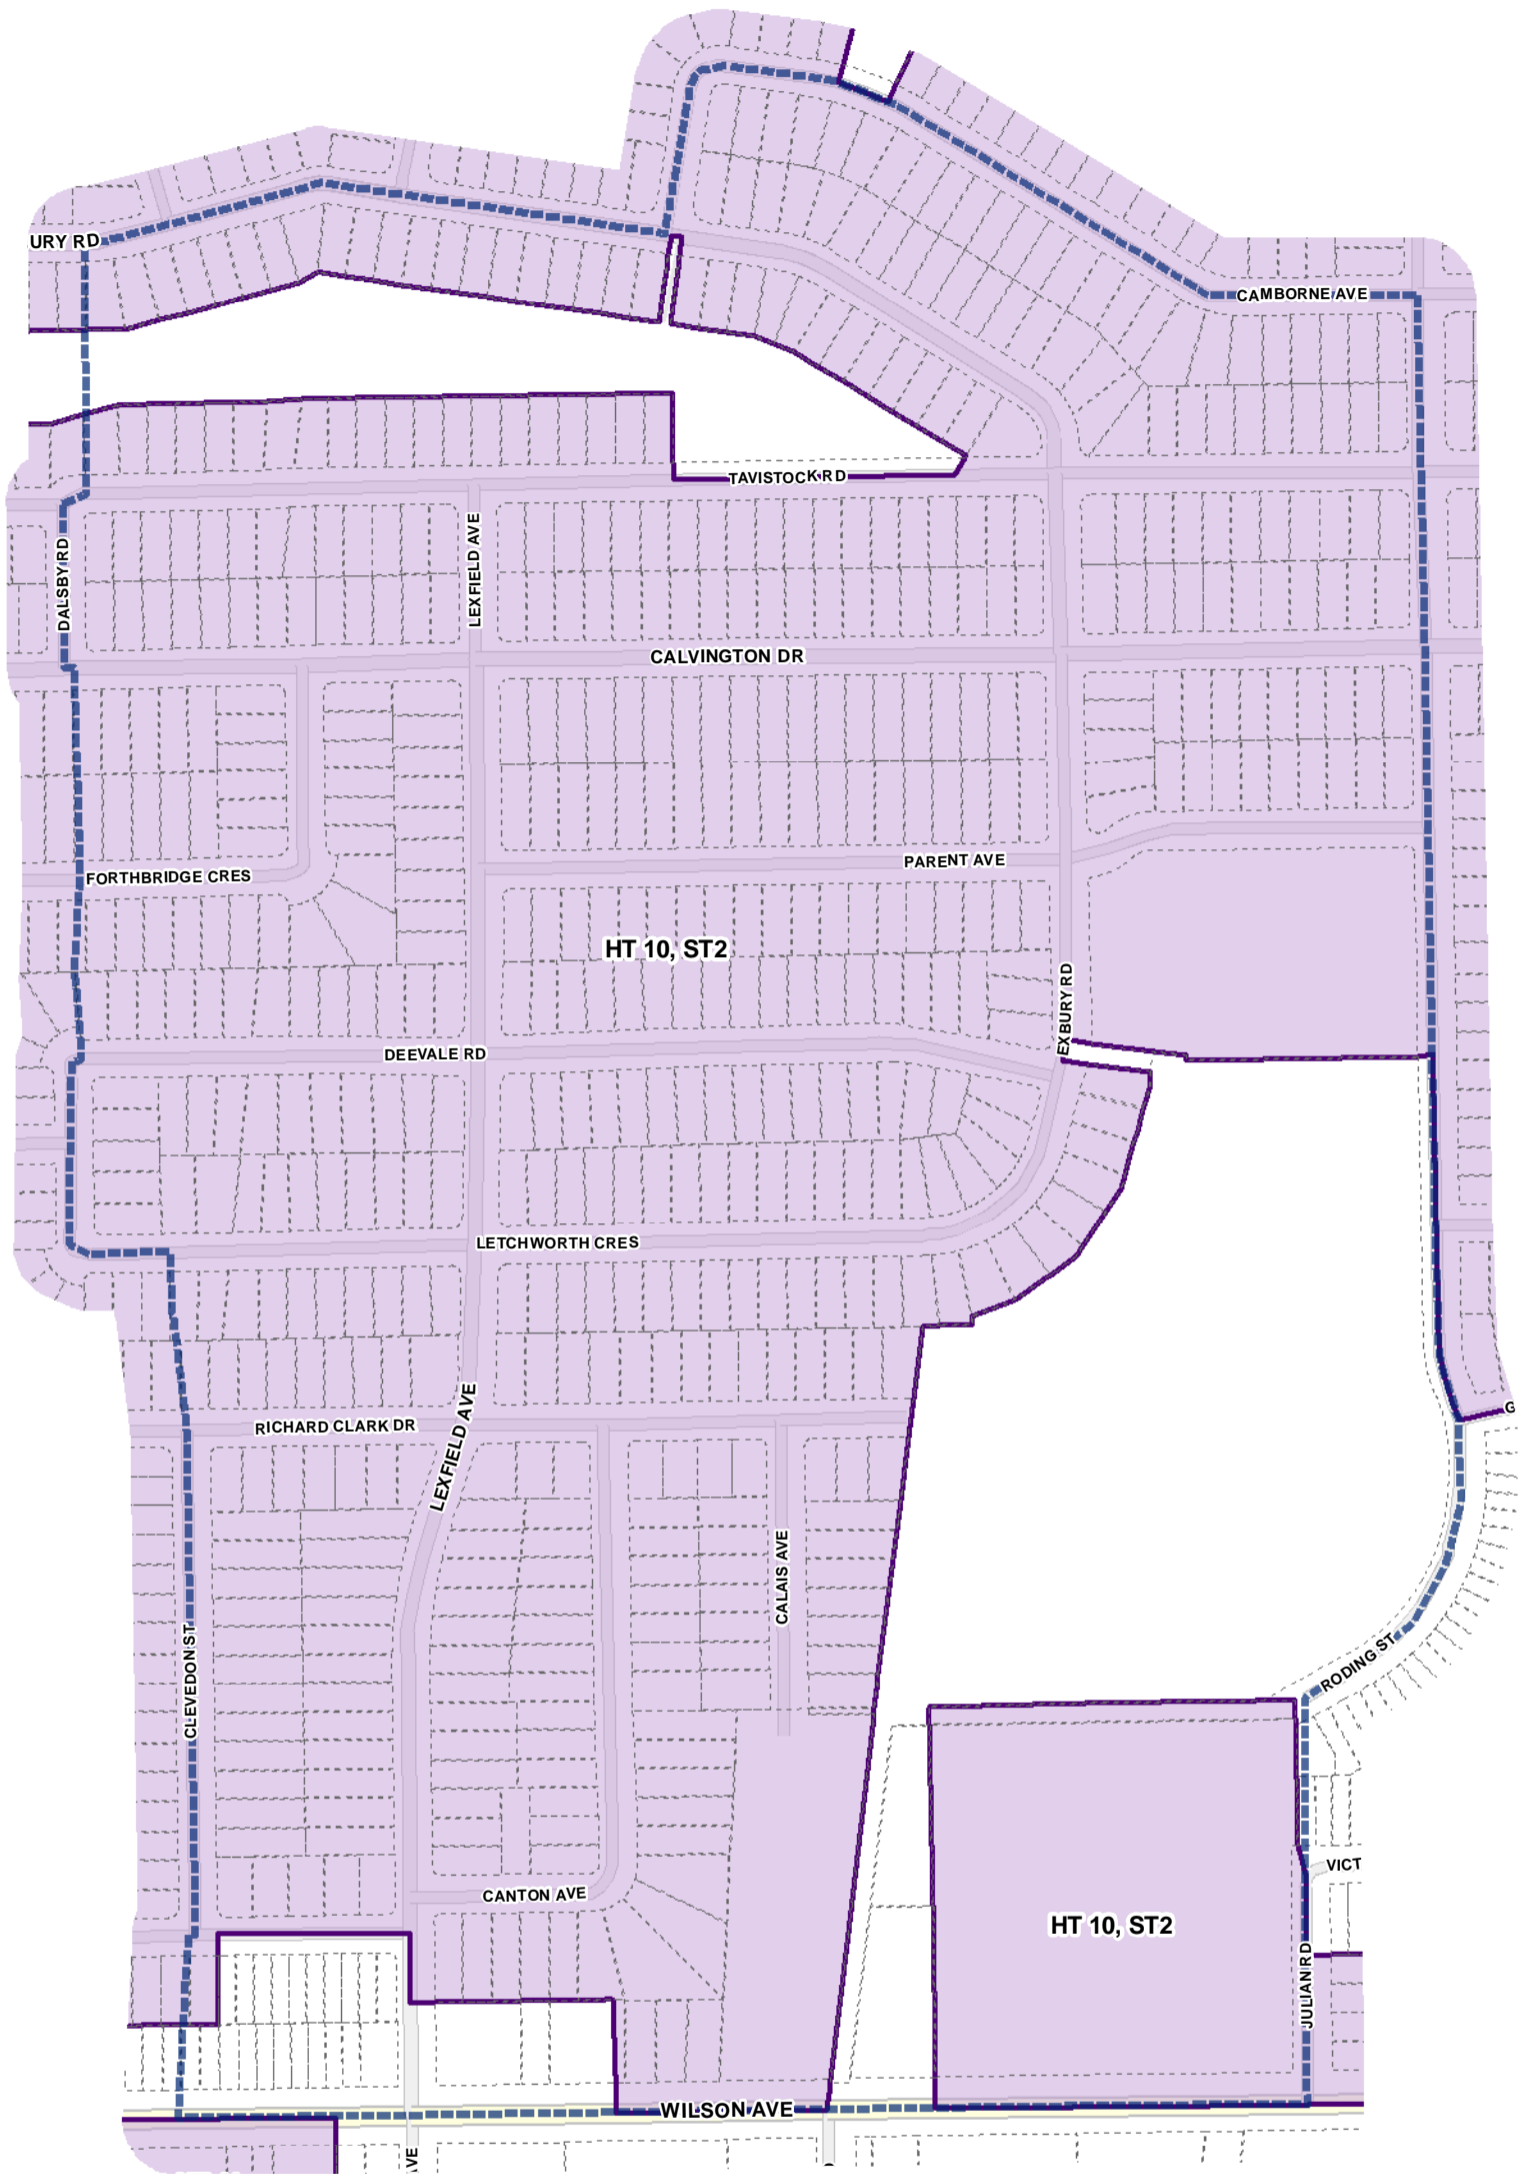 URY RD
CAMBORNE AVE
TAVISTOCK RD
LEXFIELD AVE
DALSBY RD
CALVINGTON DR
PARENT AVE
FORTHBRIDGE CRES
HT 10, ST2
EXBURY RD
DEEVALE RD
LETCHWORTH CRES
G
RICHARD CLARK DR
LEXFIELD AVE
CALAIS AVE
CLEVEDON ST
RODING ST
VICT
CANTON AVE
HT 10, ST2
JULIAN RD
WILSON AVE
AVE